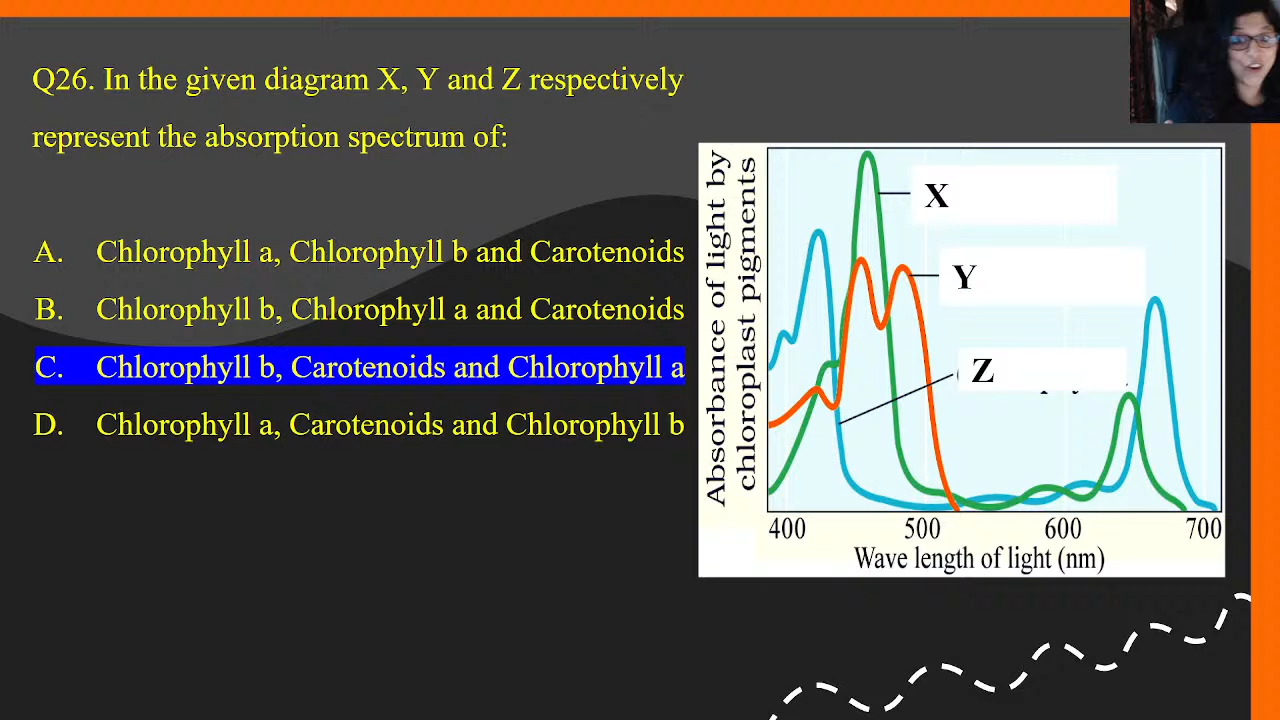 Q26. In the given diagram X, Y and Z respectively
represent the absorption spectrum of:
A. Chlorophyll a, Chlorophyll b and Carotenoids
B. Chlorophyll b, Chlorophyll a and Carotenoids
C. Chlorophyll b, Carotenoids and Chlorophyll a
D. Chlorophyll a, Carotenoids and Chlorophyll b
Absorbance of light by
chloroplast pigments
X
Y
Z
400 500 600 700
Wave length of light (nm)